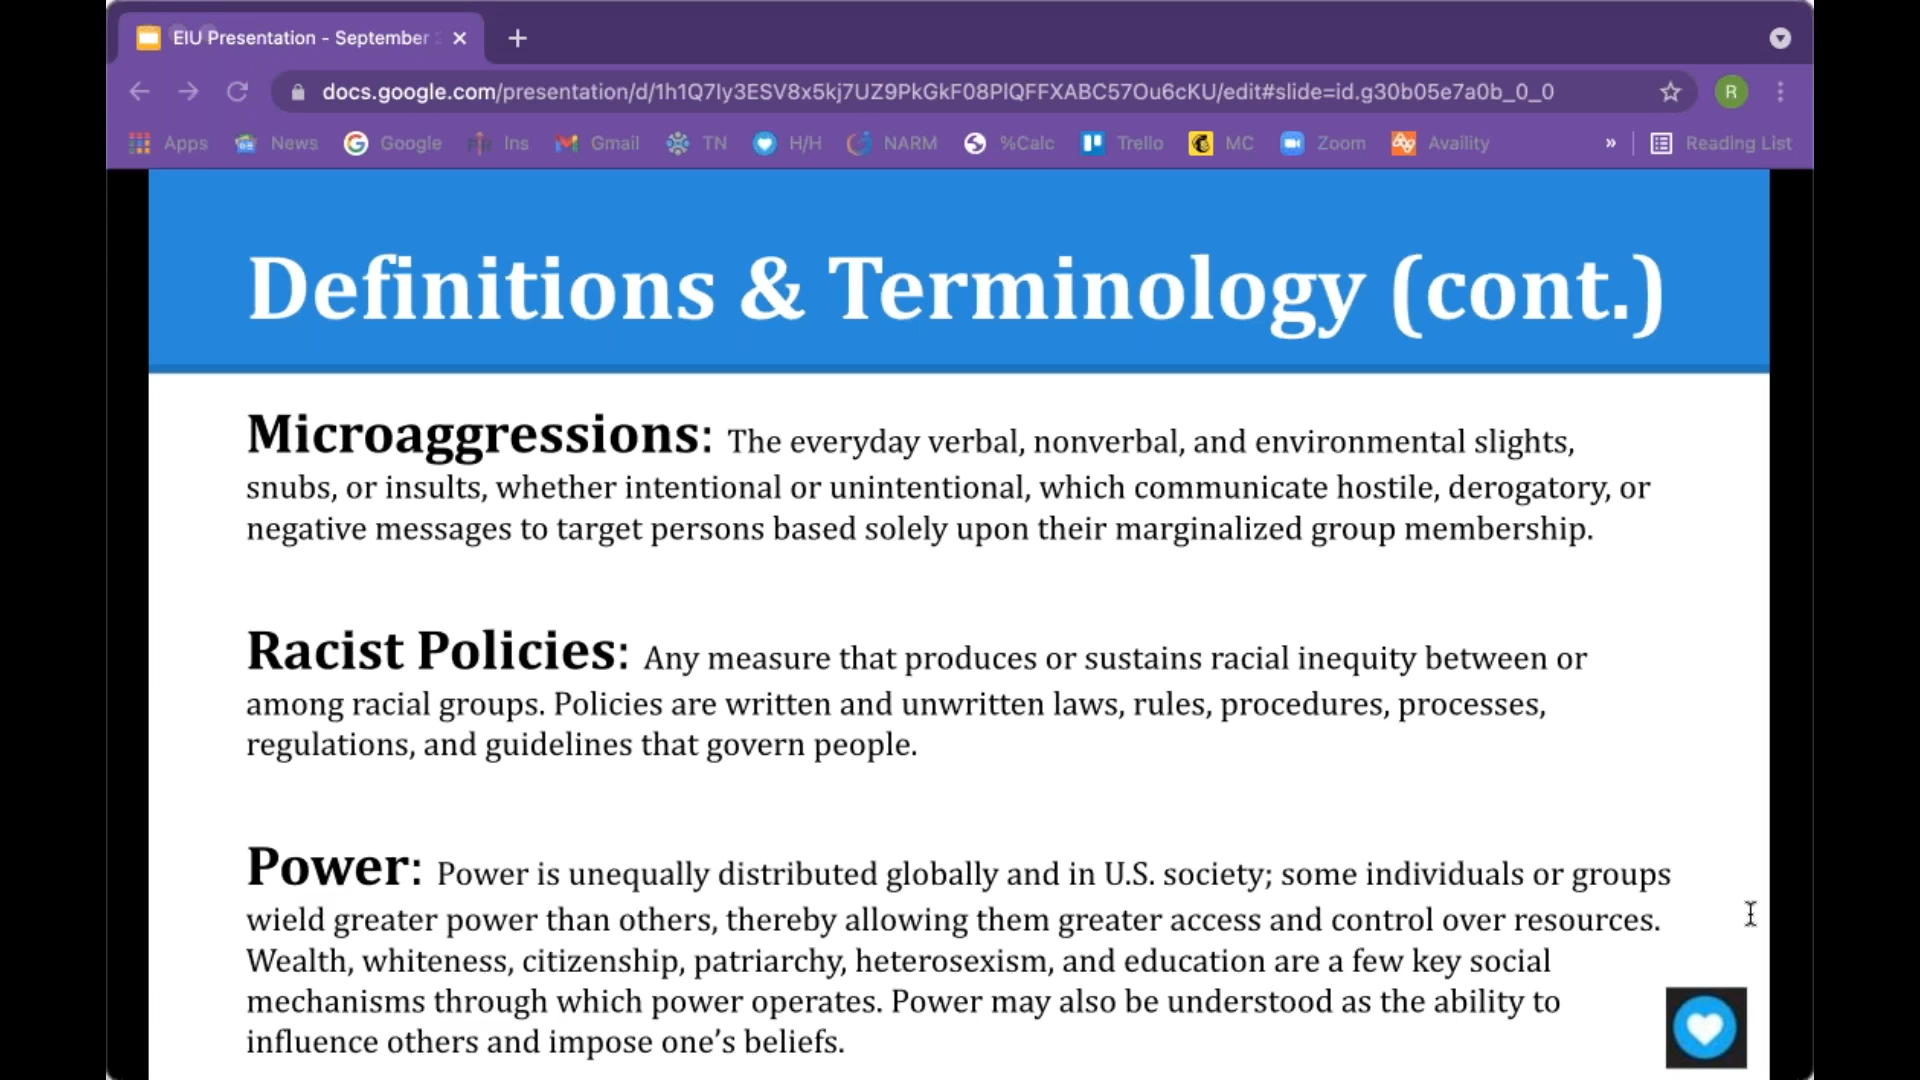 EIU Presentation - September
docs.google.com/presentation/d/1h1Q7Iy3ESV8x5kj7UZ9PkGkF08PlQFFXABC57Ou6cKU/edit#slide=id.g30b05e7a0b_0_0
R
Apps News Google Ins Gmail TN H/H NARM %Calc Trello MC Zoom Availity » Reading List
Definitions & Terminology (cont.)
Microaggressions: The everyday verbal, nonverbal, and environmental slights,
snubs, or insults, whether intentional or unintentional, which communicate hostile, derogatory, or
negative messages to target persons based solely upon their marginalized group membership.
Racist Policies: Any measure that produces or sustains racial inequity between or
among racial groups. Policies are written and unwritten laws, rules, procedures, processes,
regulations, and guidelines that govern people.
Power: Power is unequally distributed globally and in U.S. society; some individuals or groups
wield greater power than others, thereby allowing them greater access and control over resources.
Wealth, whiteness, citizenship, patriarchy, heterosexism, and education are a few key social
mechanisms through which power operates. Power may also be understood as the ability to
influence others and impose one’s beliefs.